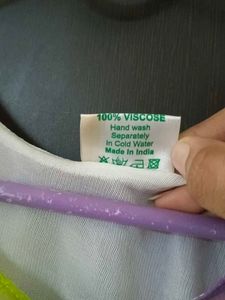 100% VISCOSE
Hand wash
Separately
In Cold Water
Made In India